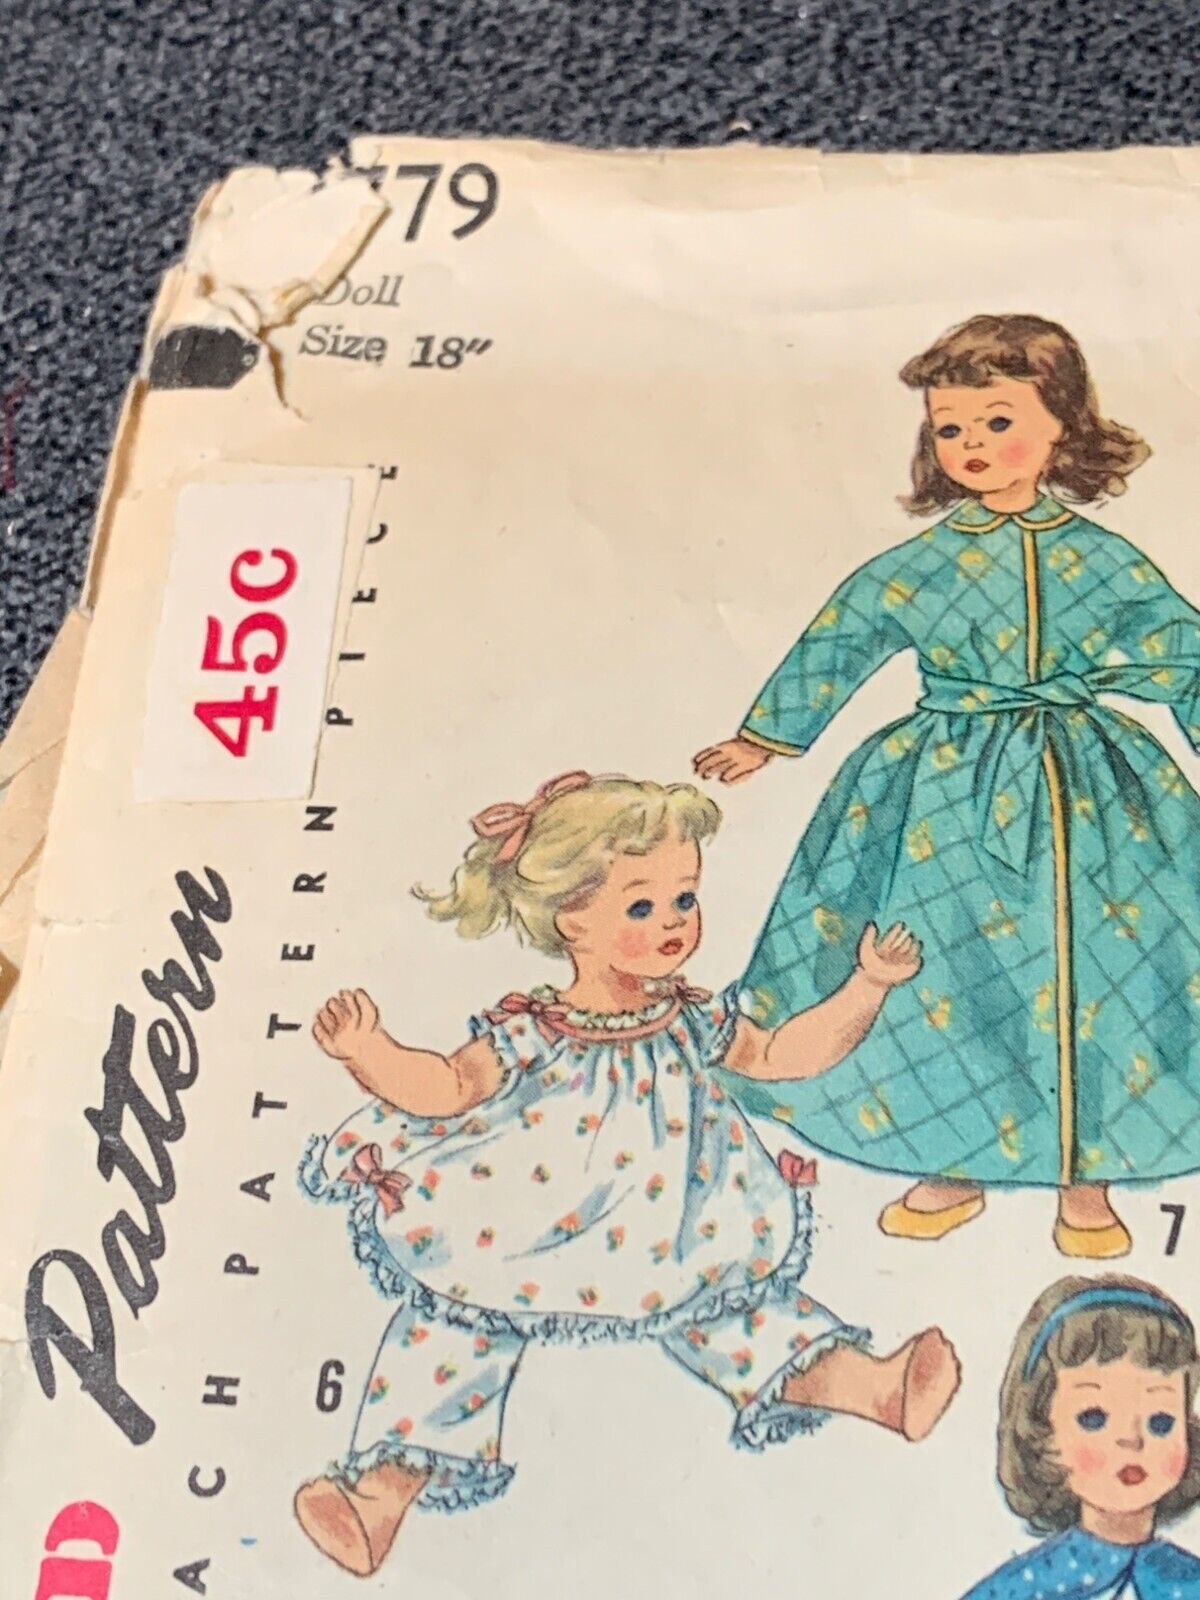 79
Doll
Size 18"
45c
ACH PATTERN PIECE
Pattern
6
7